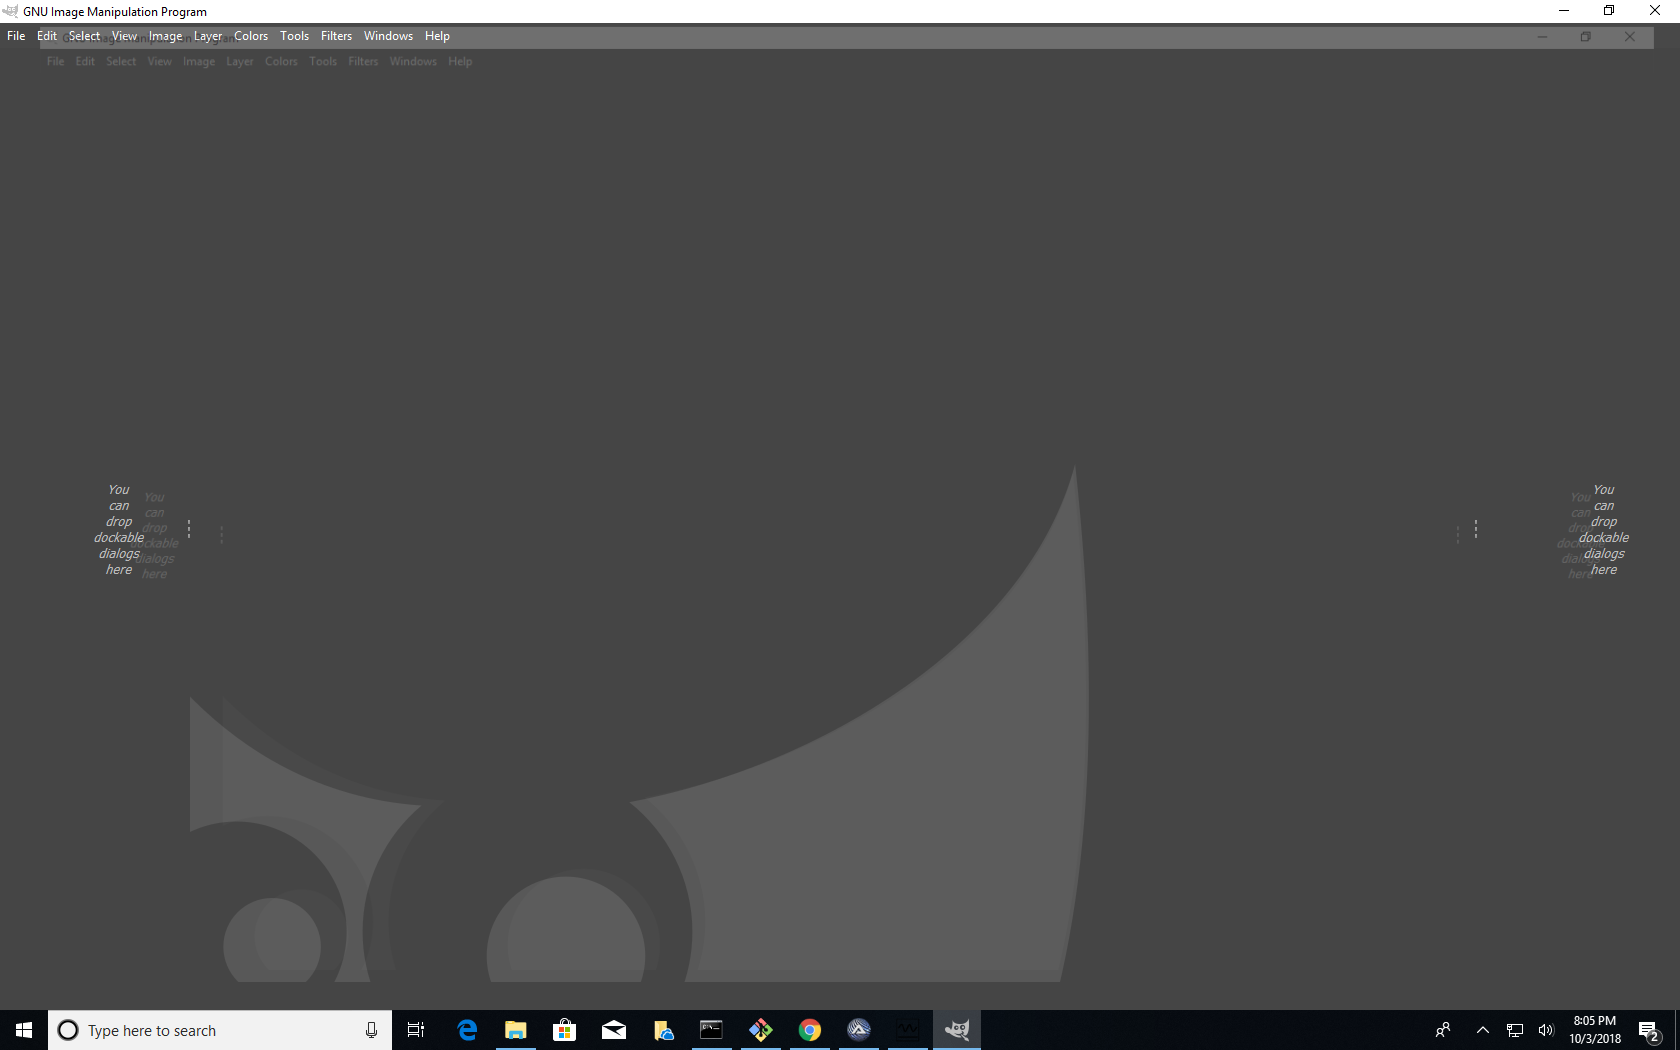 GNU Image Manipulation Program
File Edit Select View Image Layer Colors Tools Filters Windows Help
File Edit Select View Image Layer Colors Tools Filters Windows Help
You
can
drop
dockable
dialogs
here
You
can
drop
dockable
dialogs
here
You
can
drop
dockable
dialogs
here
You
can
drop
dockable
dialogs
here
Type here to search
8:05 PM
10/3/2018
2